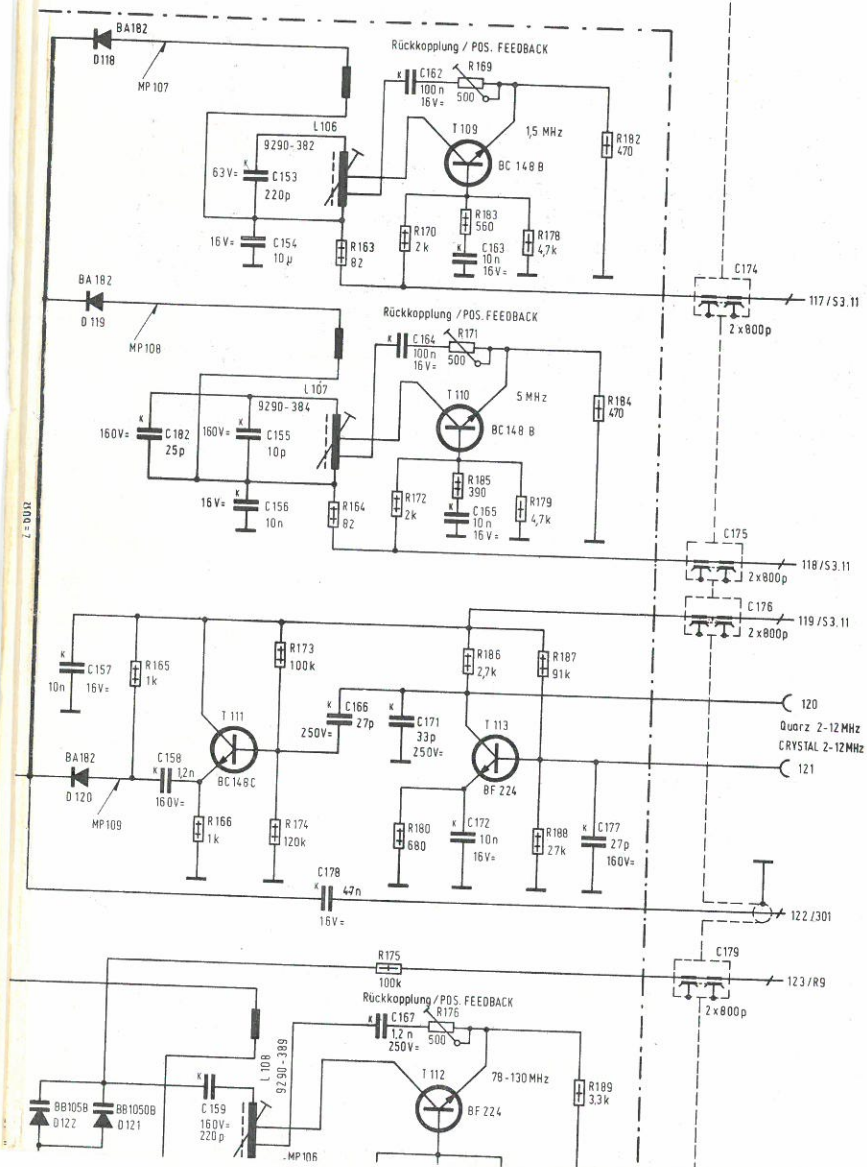 BA182
D118
MP107
Rückkopplung / POS. FEEDBACK
K C162
100n
16V=
R169
500
L106
9290-382
T109
1,5 MHz
BC 148 B
R182
470
63V=
K
C153
220p
16V=
C154
10µ
R163
82
R170
2k
R183
560
K C163
10n
16V=
R178
4,7k
C174
117/S3.11
2x800p
BA 182
D119
MP108
Rückkopplung / POS. FEEDBACK
K C164
100n
16V=
R171
500
L107
9290-384
T110
5 MHz
BC148 B
R184
470
160V=
K
C182
25p
160V=
K
C155
10p
16V=
K
C156
10n
R164
82
R172
2k
R185
390
K
C165
10n
16V=
R179
4,7k
C175
118/S3.11
2x800p
C176
119/S3.11
2x800p
K
C157
10n
16V=
R165
1k
R173
100k
R186
2,7k
R187
91k
T111
K
C166
27p
250V=
K
C171
33p
250V=
T113
120
Quarz 2-12MHz
CRYSTAL 2-12MHz
121
BA182
D120
MP109
C158
K 1,2n
160V=
BC148C
BF 224
R166
1k
R174
120k
R180
680
K
C172
10n
16V=
R188
27k
K
C177
27p
160V=
C178
K 47n
16V=
122/301
R175
100k
C179
123/R9
2x800p
Rückkopplung / POS. FEEDBACK
K C167
1,2n
250V=
R176
500
L108
9290-389
T112
78-130MHz
BF 224
R189
3,3k
BB105B
D122
BB1050B
D121
K
C159
160V=
220p
MP106